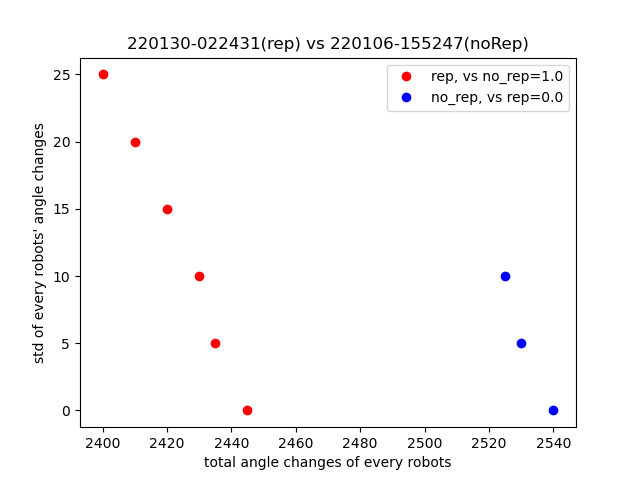 220130-022431(rep) vs 220106-155247(noRep)
rep, vs no_rep=1.0
no_rep, vs rep=0.0
std of every robots' angle changes
25
20
15
10
5
0
2400 2420 2440 2460 2480 2500 2520 2540
total angle changes of every robots